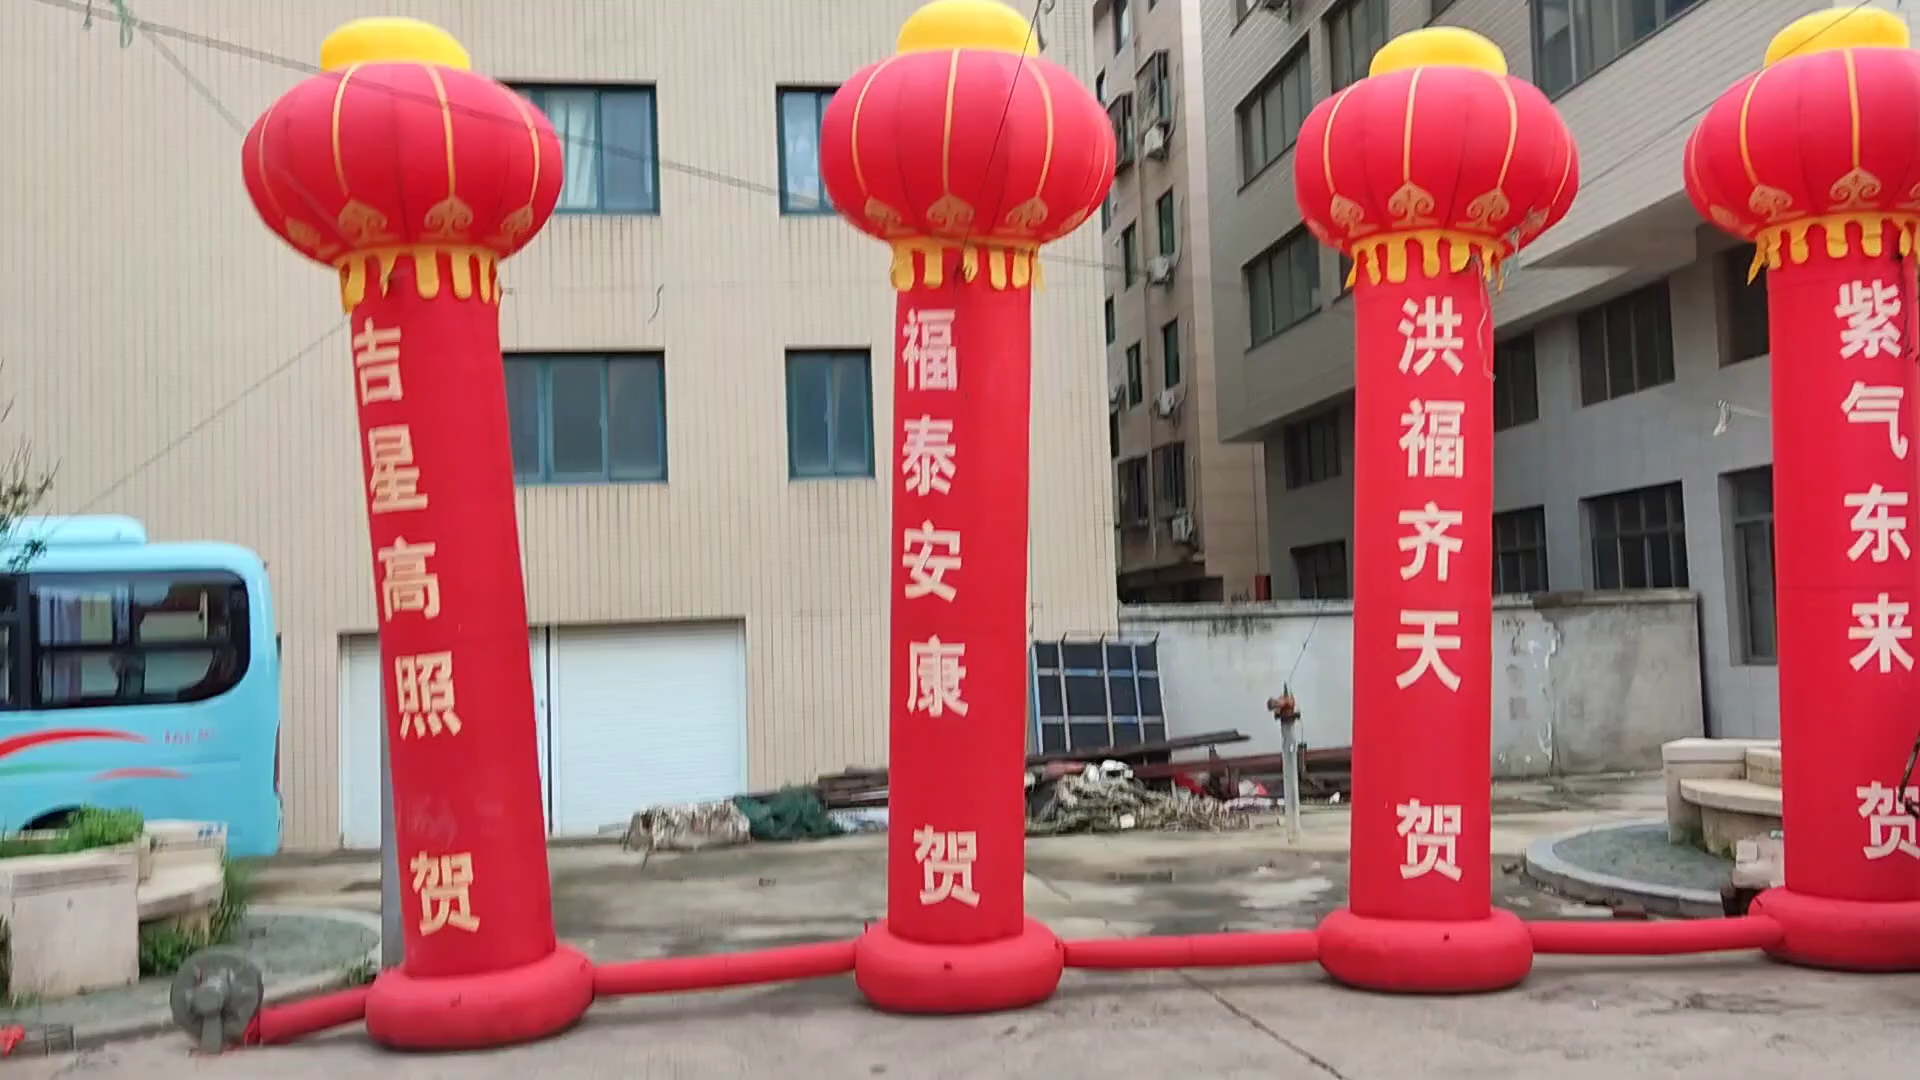 吉星高照 贺
福泰安康 贺
洪福齐天 贺
紫气东来 贺